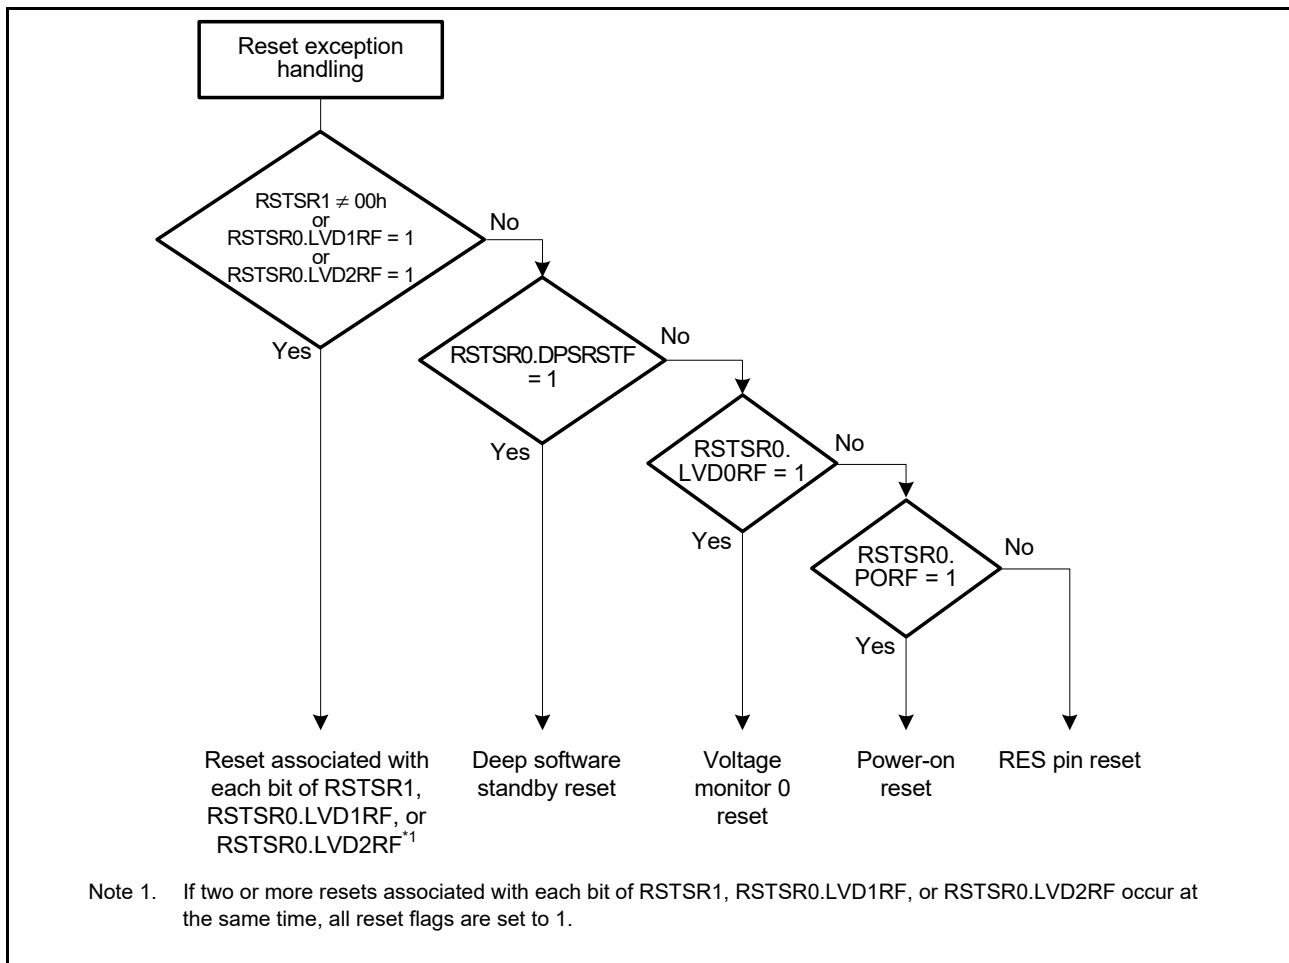 Reset exception
handling
RSTSR1 ≠ 00h
or
RSTSR0.LVD1RF = 1
or
RSTSR0.LVD2RF = 1
No
Yes
RSTSR0.DPSRSTF
= 1
No
Yes
RSTSR0.
LVD0RF = 1
No
Yes
RSTSR0.
PORF = 1
No
Yes
Reset associated with
each bit of RSTSR1,
RSTSR0.LVD1RF, or
RSTSR0.LVD2RF*1
Deep software
standby reset
Voltage
monitor 0
reset
Power-on
reset
RES pin reset
Note 1. If two or more resets associated with each bit of RSTSR1, RSTSR0.LVD1RF, or RSTSR0.LVD2RF occur at
the same time, all reset flags are set to 1.